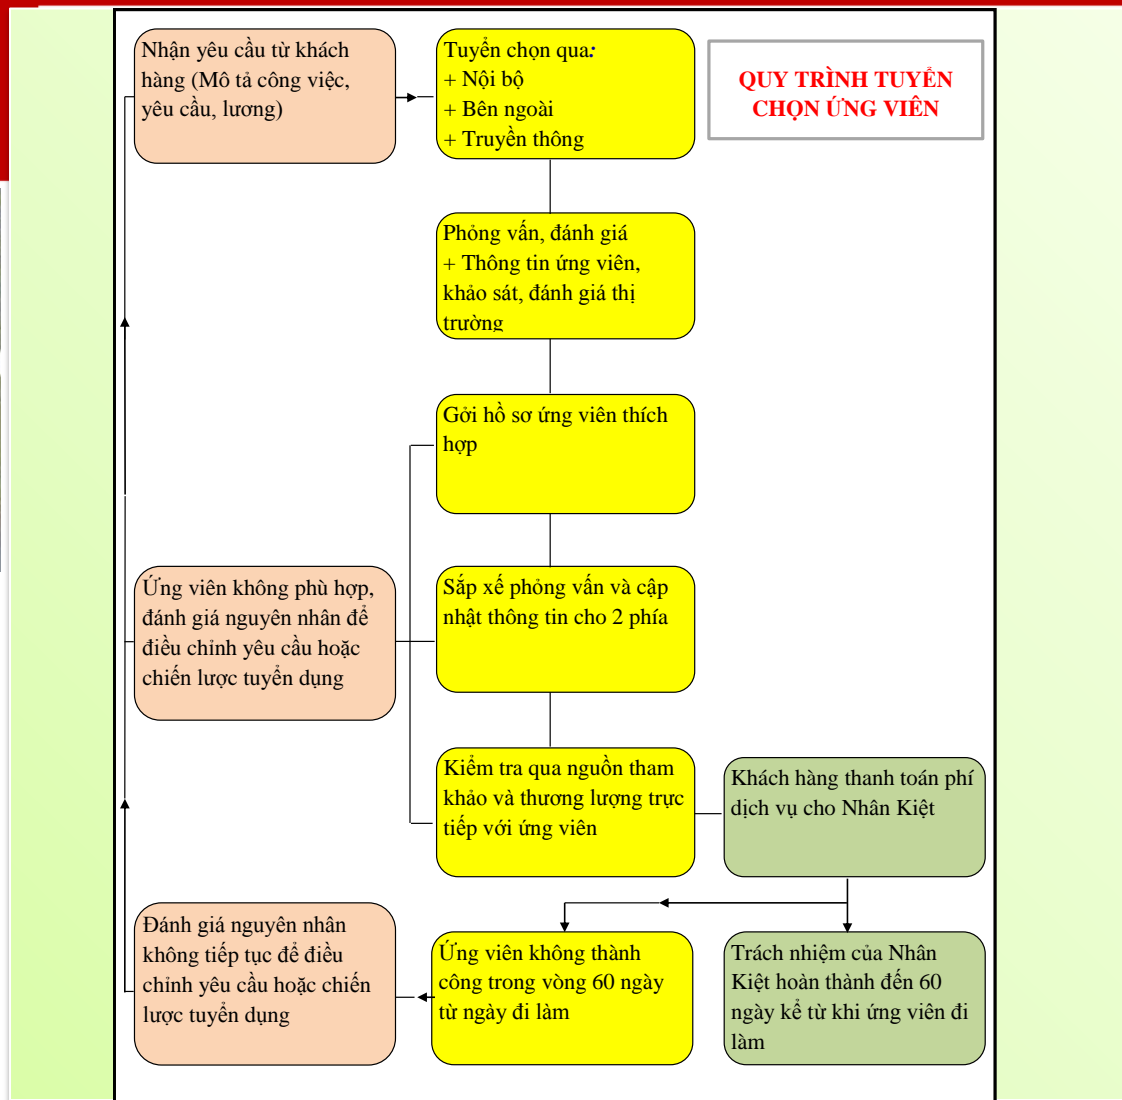 Nhận yêu cầu từ khách
hàng (Mô tả công việc,
yêu cầu, lương)
Tuyển chọn qua:
+ Nội bộ
+ Bên ngoài
+ Truyền thông
QUY TRÌNH TUYỂN
CHỌN ỨNG VIÊN
Phỏng vấn, đánh giá
+ Thông tin ứng viên,
khảo sát, đánh giá thị
trường
Gởi hồ sơ ứng viên thích
hợp
Ứng viên không phù hợp,
đánh giá nguyên nhân để
điều chỉnh yêu cầu hoặc
chiến lược tuyển dụng
Sắp xế phỏng vấn và cập
nhật thông tin cho 2 phía
Kiểm tra qua nguồn tham
khảo và thương lượng trực
tiếp với ứng viên
Khách hàng thanh toán phí
dịch vụ cho Nhân Kiệt
Đánh giá nguyên nhân
không tiếp tục để điều
chỉnh yêu cầu hoặc chiến
lược tuyển dụng
Ứng viên không thành
công trong vòng 60 ngày
từ ngày đi làm
Trách nhiệm của Nhân
Kiệt hoàn thành đến 60
ngày kể từ khi ứng viên đi
làm